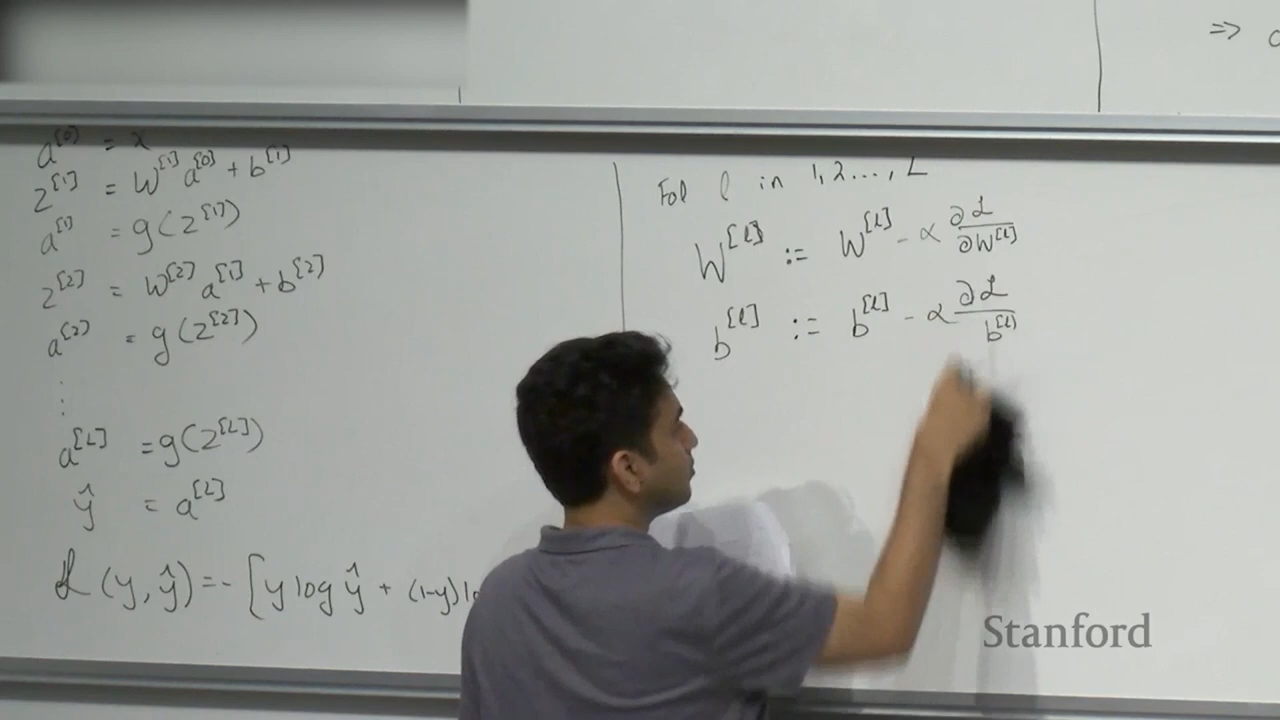 ⇒
a^[0] = x
z^[1] = W^[1] a^[0] + b^[1]
a^[1] = g(z^[1])
z^[2] = W^[2] a^[1] + b^[2]
a^[2] = g(z^[2])
⋮
a^[L] = g(z^[L])
ŷ = a^[L]
ℒ(y, ŷ) = - [y log ŷ + (1-y) lo
For l in 1,2...,L
W^[l] := W^[l] - α ∂ℒ/∂W^[l]
b^[l] := b^[l] - α ∂ℒ/b^[l]
Stanford